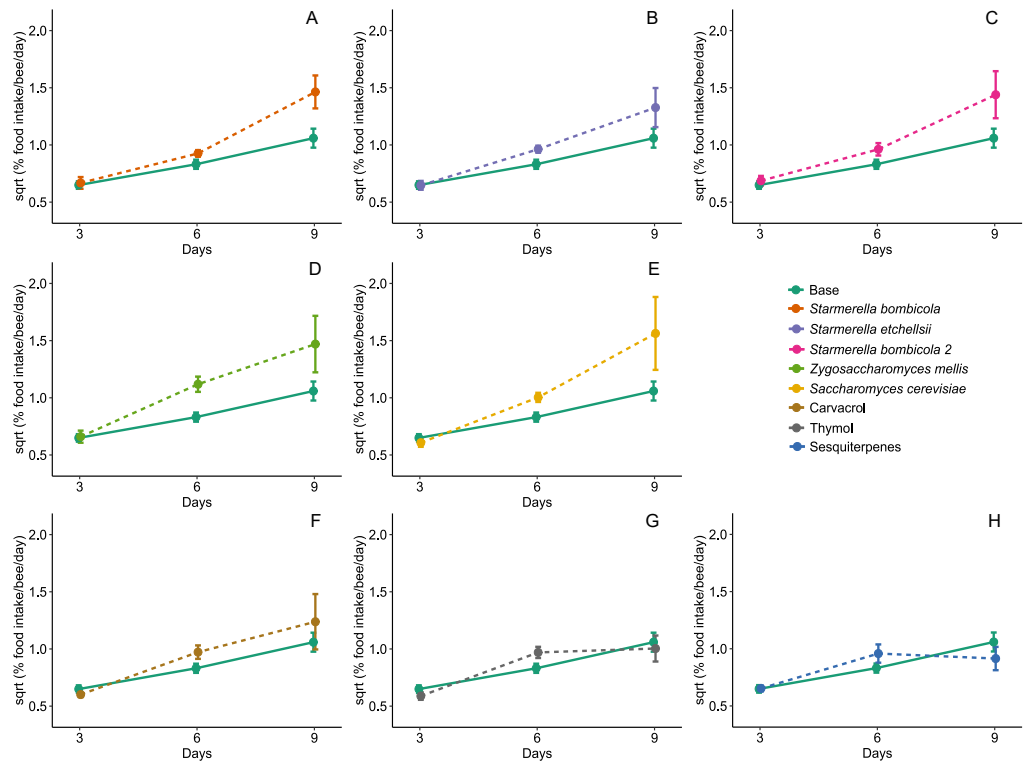 A
2.0
1.5
1.0
0.5
sqrt (% food intake/bee/day)
3
6
9
Days
B
2.0
1.5
1.0
0.5
sqrt (% food intake/bee/day)
3
6
9
Days
C
2.0
1.5
1.0
0.5
sqrt (% food intake/bee/day)
3
6
9
Days
D
2.0
1.5
1.0
0.5
sqrt (% food intake/bee/day)
3
6
9
Days
E
2.0
1.5
1.0
0.5
sqrt (% food intake/bee/day)
3
6
9
Days
Base
Starmerella bombicola
Starmerella etchellsii
Starmerella bombicola 2
Zygosaccharomyces mellis
Saccharomyces cerevisiae
Carvacrol
Thymol
Sesquiterpenes
F
2.0
1.5
1.0
0.5
sqrt (% food intake/bee/day)
3
6
9
Days
G
2.0
1.5
1.0
0.5
sqrt (% food intake/bee/day)
3
6
9
Days
H
2.0
1.5
1.0
0.5
sqrt (% food intake/bee/day)
3
6
9
Days